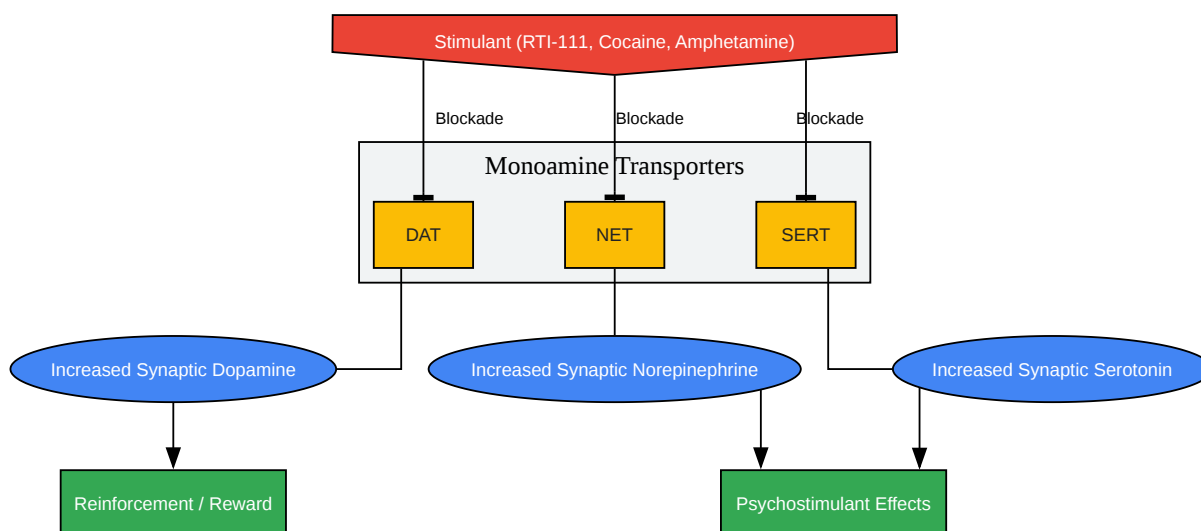 Stimulant (RTI-111, Cocaine, Amphetamine)
Blockade
Blockade
Blockade
Monoamine Transporters
DAT
NET
SERT
Increased Synaptic Dopamine
Increased Synaptic Norepinephrine
Increased Synaptic Serotonin
Reinforcement / Reward
Psychostimulant Effects